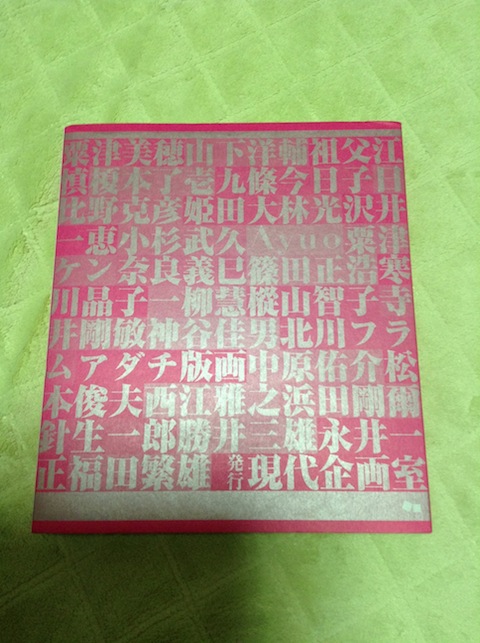 粟津美穂山下洋輔祖父江
慎榎本了壱九條今日子日
比野克彦姫田大林光沢井
一恵小杉武久Ayuo粟津
ケン奈良義巳篠田正浩寒
川晶子一柳慧樅山智子寺
井剛敏神谷佳男北川フラ
ムアダチ版画中原佑介松
本俊夫西江雅之浜田剛爾
針生一郎勝井三雄永井一
正福田繁雄発行現代企画室